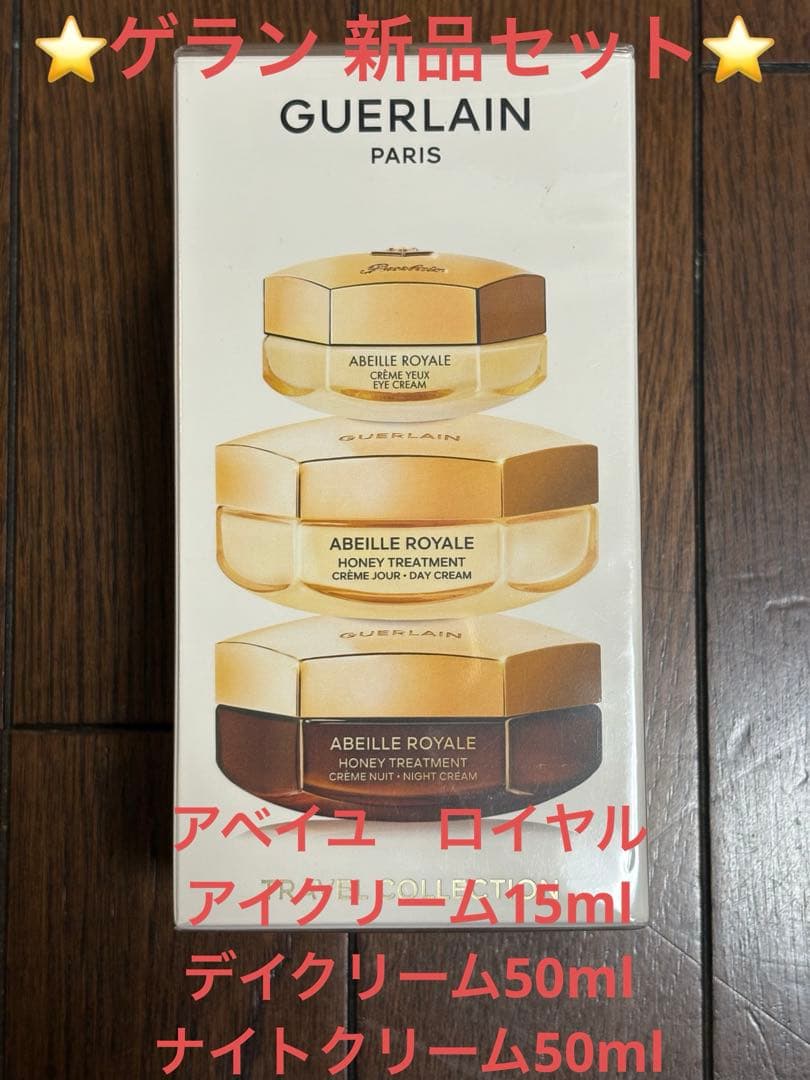 ⭐ゲラン 新品セット⭐
GUERLAIN
PARIS
Guerlain
ABEILLE ROYALE
CRÈME YEUX
EYE CREAM
GUERLAIN
ABEILLE ROYALE
HONEY TREATMENT
CRÈME JOUR • DAY CREAM
GUERLAIN
ABEILLE ROYALE
HONEY TREATMENT
CRÈME NUIT • NIGHT CREAM
アベイユ　ロイヤル
TRAVEL COLLECTION
アイクリーム15ml
デイクリーム50ml
ナイトクリーム50ml